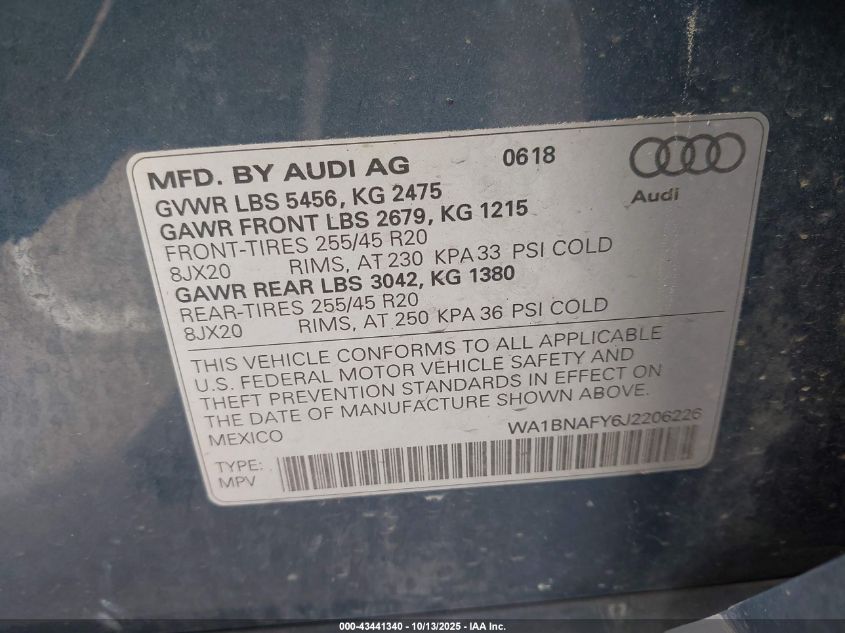 MFD. BY AUDI AG 0618
Audi
GVWR LBS 5456, KG 2475
GAWR FRONT LBS 2679, KG 1215
FRONT-TIRES 255/45 R20
8JX20 RIMS, AT 230 KPA 33 PSI COLD
GAWR REAR LBS 3042, KG 1380
REAR-TIRES 255/45 R20
8JX20 RIMS, AT 250 KPA 36 PSI COLD
THIS VEHICLE CONFORMS TO ALL APPLICABLE
U.S. FEDERAL MOTOR VEHICLE SAFETY AND
THEFT PREVENTION STANDARDS IN EFFECT ON
THE DATE OF MANUFACTURE SHOWN ABOVE.
MEXICO WA1BNAFY6J2206226
TYPE:
MPV
000-43441340 - 10/13/2025 - IAA Inc.